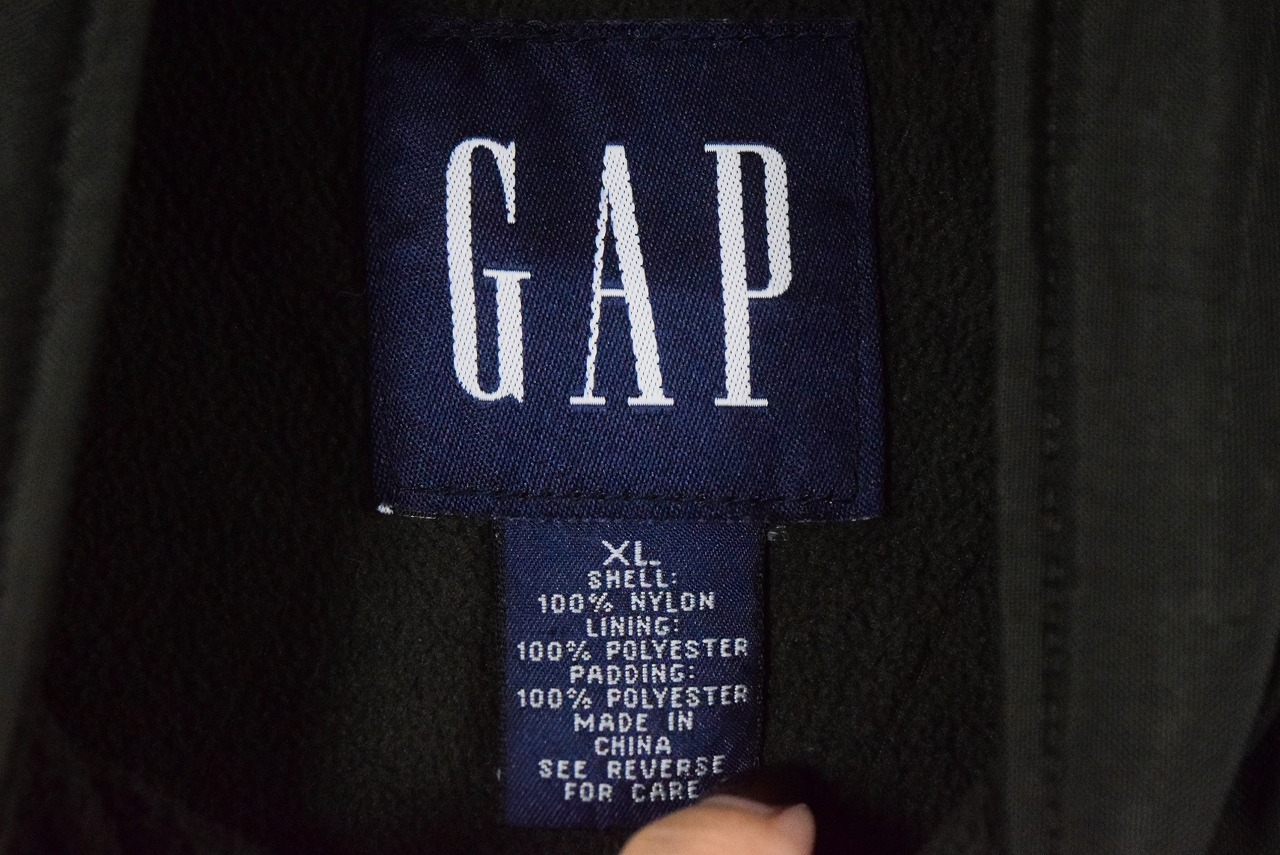 GAP
XL
SHELL:
100% NYLON
LINING:
100% POLYESTER
PADDING:
100% POLYESTER
MADE IN
CHINA
SEE REVERSE
FOR CARE